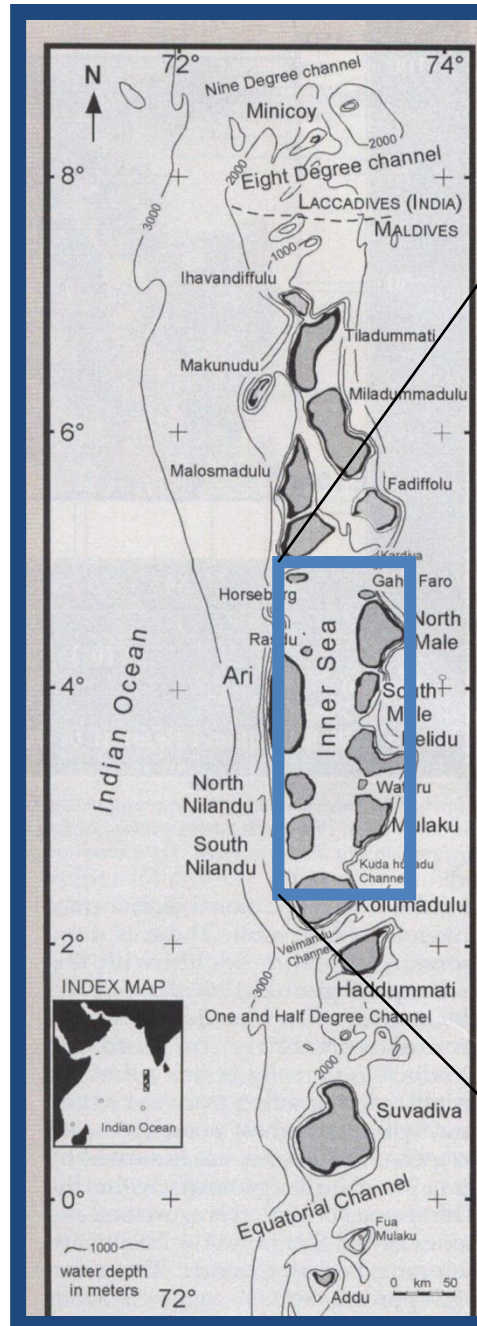 72°
74°
N
Nine Degree channel
Minicoy
2000
2000
8°
Eight Degree channel
LACCADIVES (INDIA)
MALDIVES
3000
1000
Ihavandiffulu
Tiladummati
Makunudu
Miladummadulu
6°
Malosmadulu
Fadiffolu
Kardiva
Gaha Faro
Horseburg
North
Male
Rasdu
Inner Sea
Ari
4°
South
Male
Indian Ocean
elidu
North
Nilandu
Mulaku
South
Nilandu
Kuda huvadu
Channel
Kolumadulu
Veimandu
Channel
2°
3000
Haddummati
INDEX MAP
One and Half Degree Channel
2000
Indian Ocean
Suvadiva
0°
Equatorial Channel
Fua
Mulaku
1000
water depth
in meters
72°
Addu
0 km 50